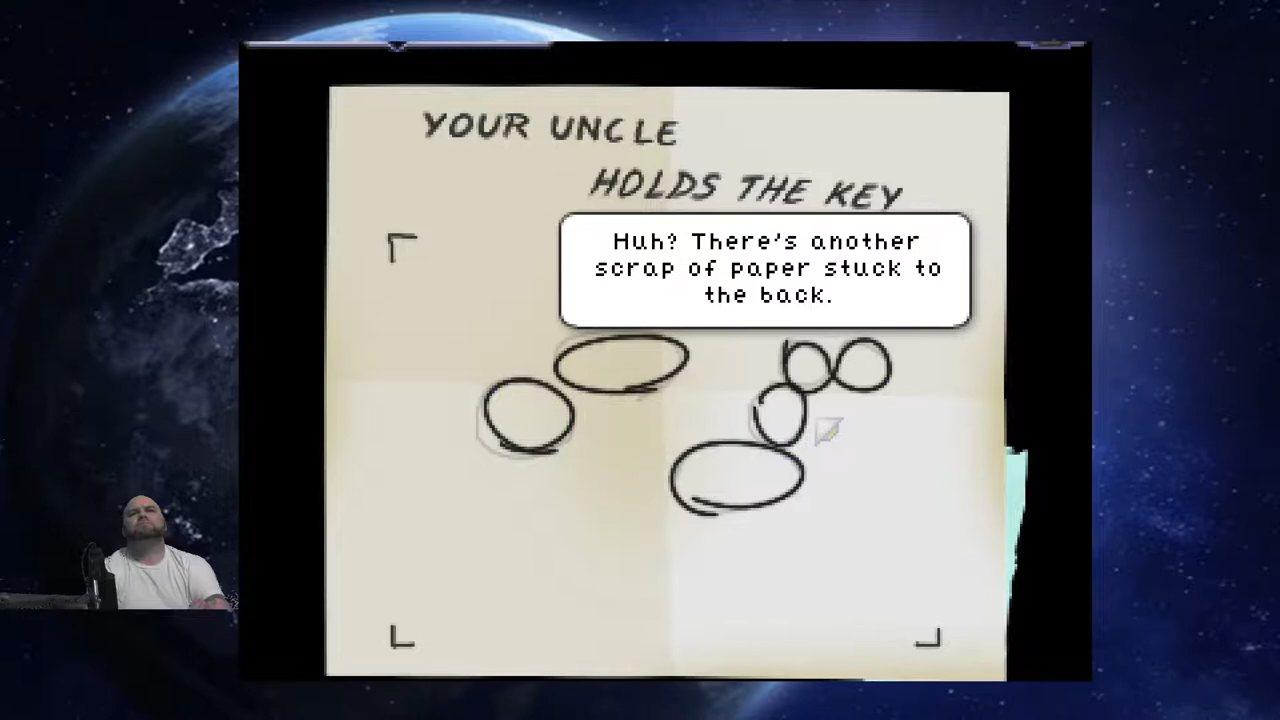 YOUR UNCLE
HOLDS THE KEY
Huh? There's another
scrap of paper stuck to
the back.